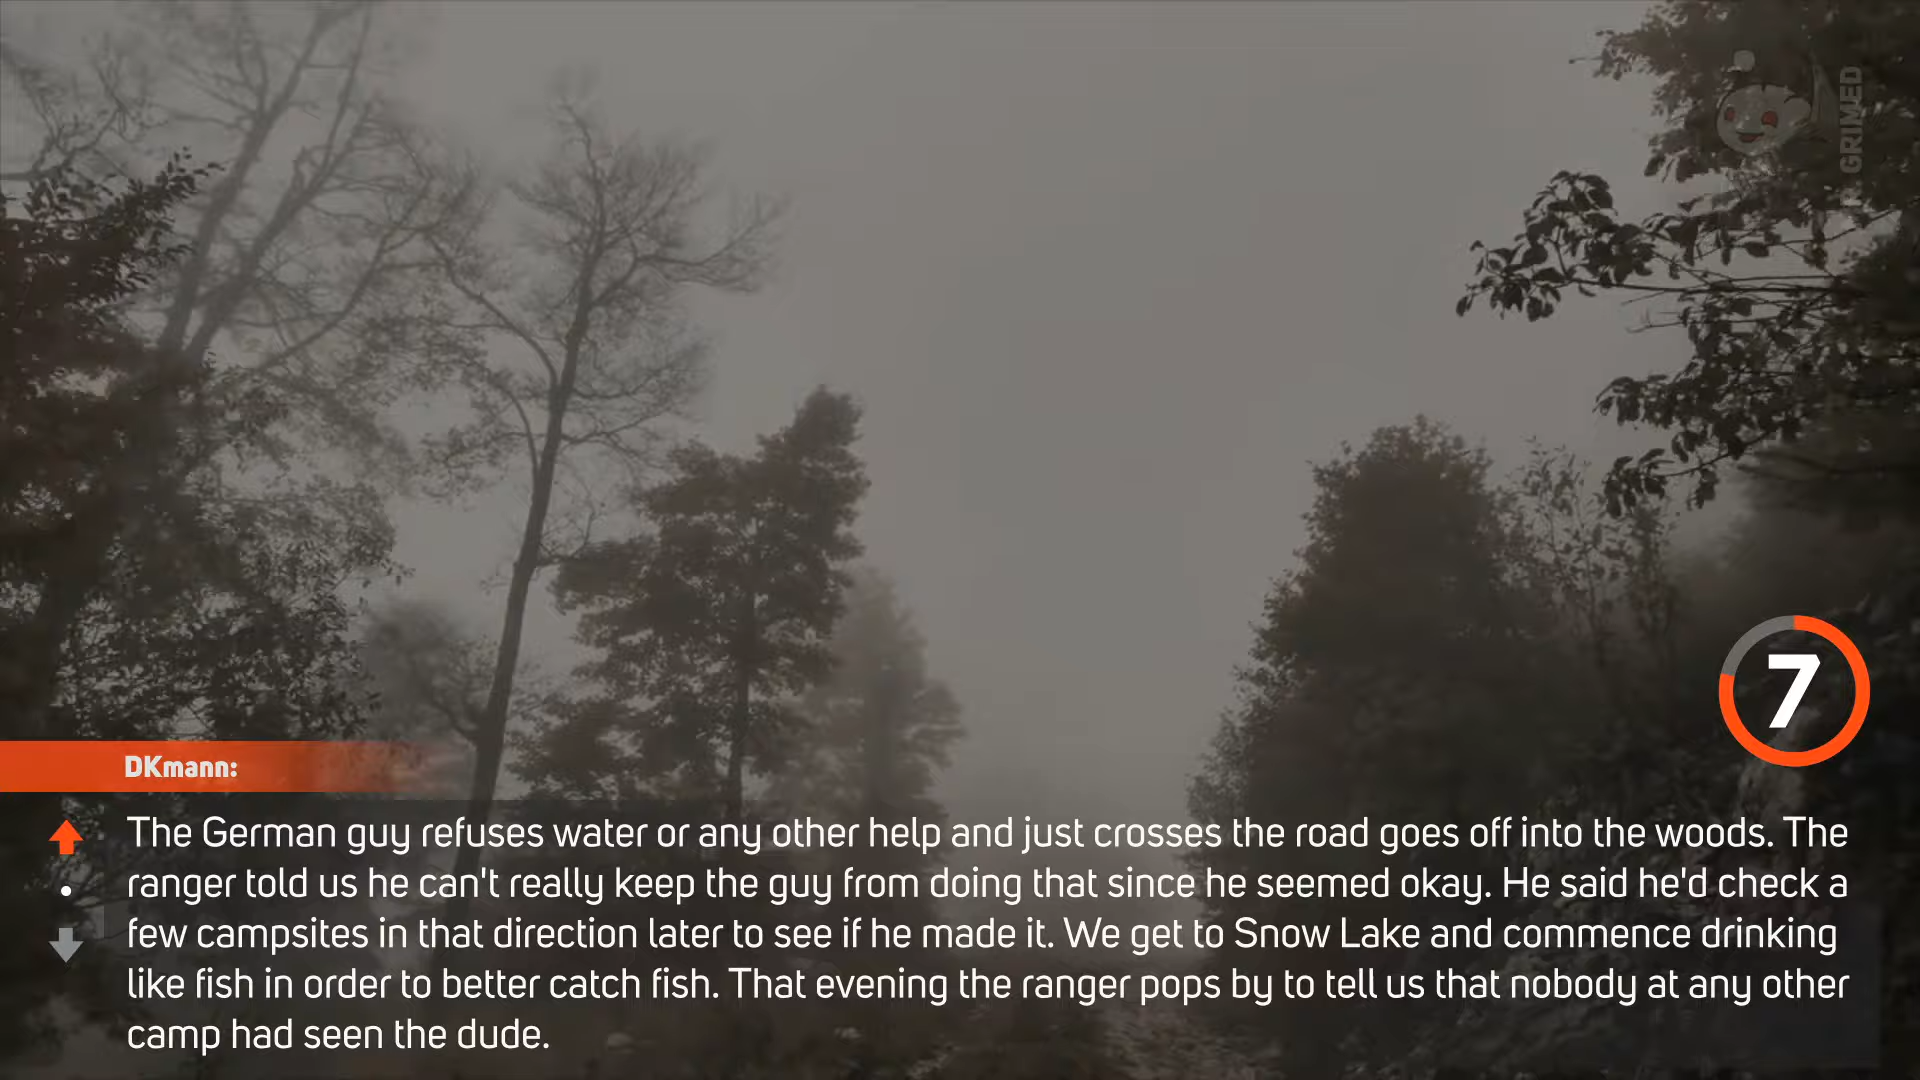 GRIMED
7
DKmann:
The German guy refuses water or any other help and just crosses the road goes off into the woods. The
ranger told us he can't really keep the guy from doing that since he seemed okay. He said he'd check a
few campsites in that direction later to see if he made it. We get to Snow Lake and commence drinking
like fish in order to better catch fish. That evening the ranger pops by to tell us that nobody at any other
camp had seen the dude.